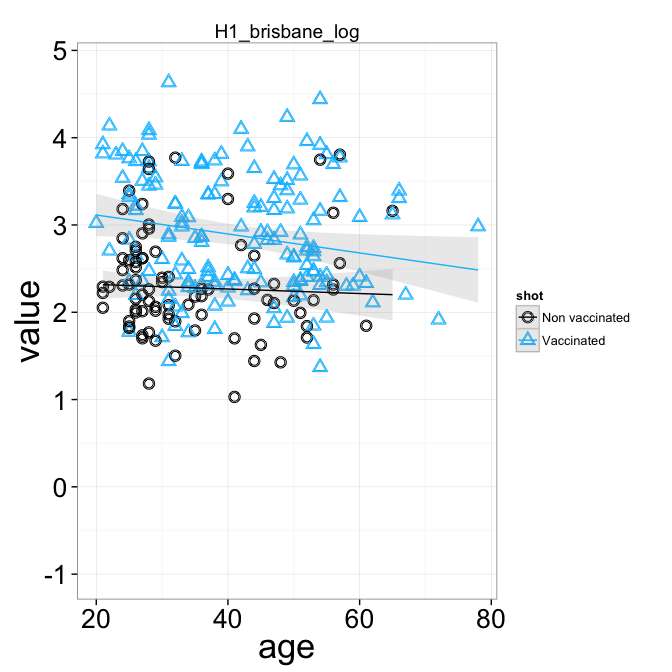 H1_brisbane_log
5
4
3
2
1
0
-1
value
20
40
60
80
age
shot
Non vaccinated
Vaccinated